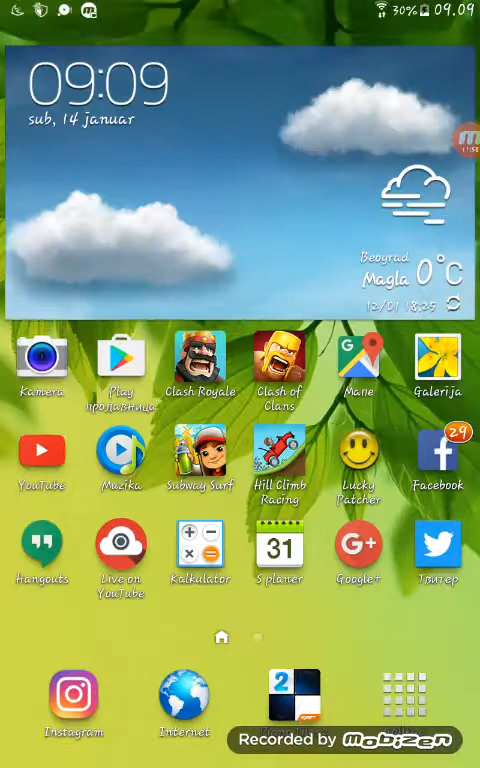 30% 09.09
09:09
sub, 14 januar
Beograd
Magla 0°C
12/01 18:25
Kamera
Play продавница
Clash Royale
Clash of Clans
Мапе
Galerija
YouTube
Muzika
Subway Surf
Hill Climb Racing
Lucky Patcher
29
Facebook
Hangouts
Live on YouTube
Kalkulator
31
S planer
G+
Google+
Твитер
Instagram
Internet
2
Recorded by mobizen